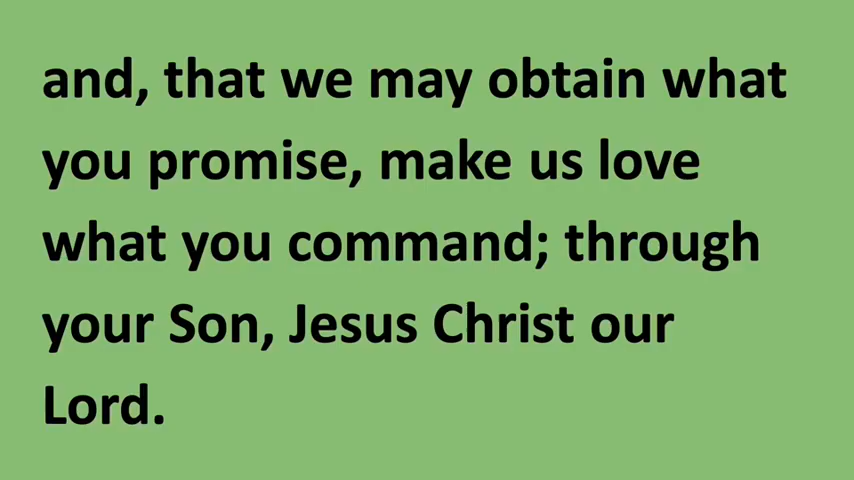 and, that we may obtain what
you promise, make us love
what you command; through
your Son, Jesus Christ our
Lord.